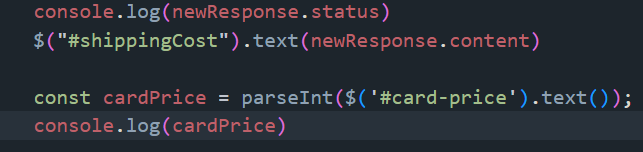 console.log(newResponse.status)
$("#shippingCost").text(newResponse.content)
const cardPrice = parseInt($('#card-price').text());
console.log(cardPrice)